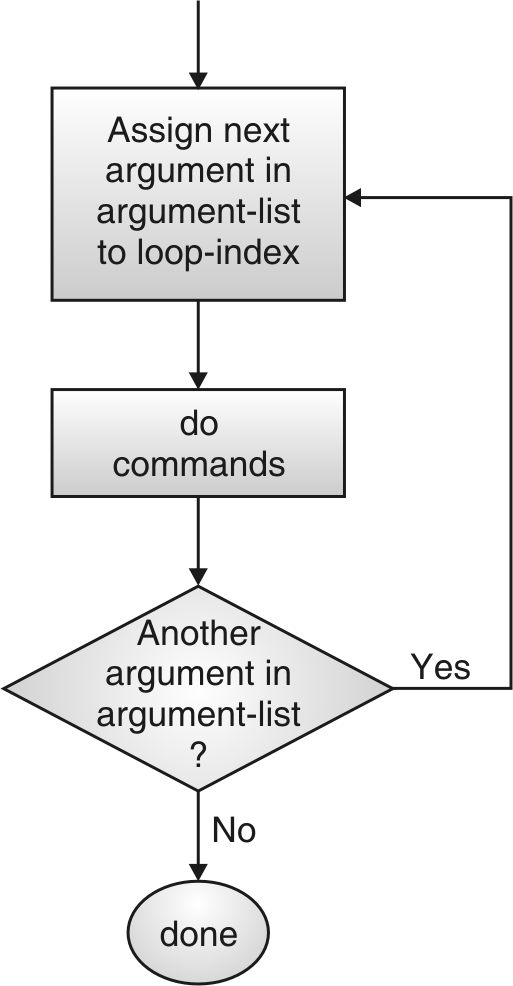 Assign next
argument in
argument-list
to loop-index
do
commands
Another
argument in
argument-list
?
Yes
No
done